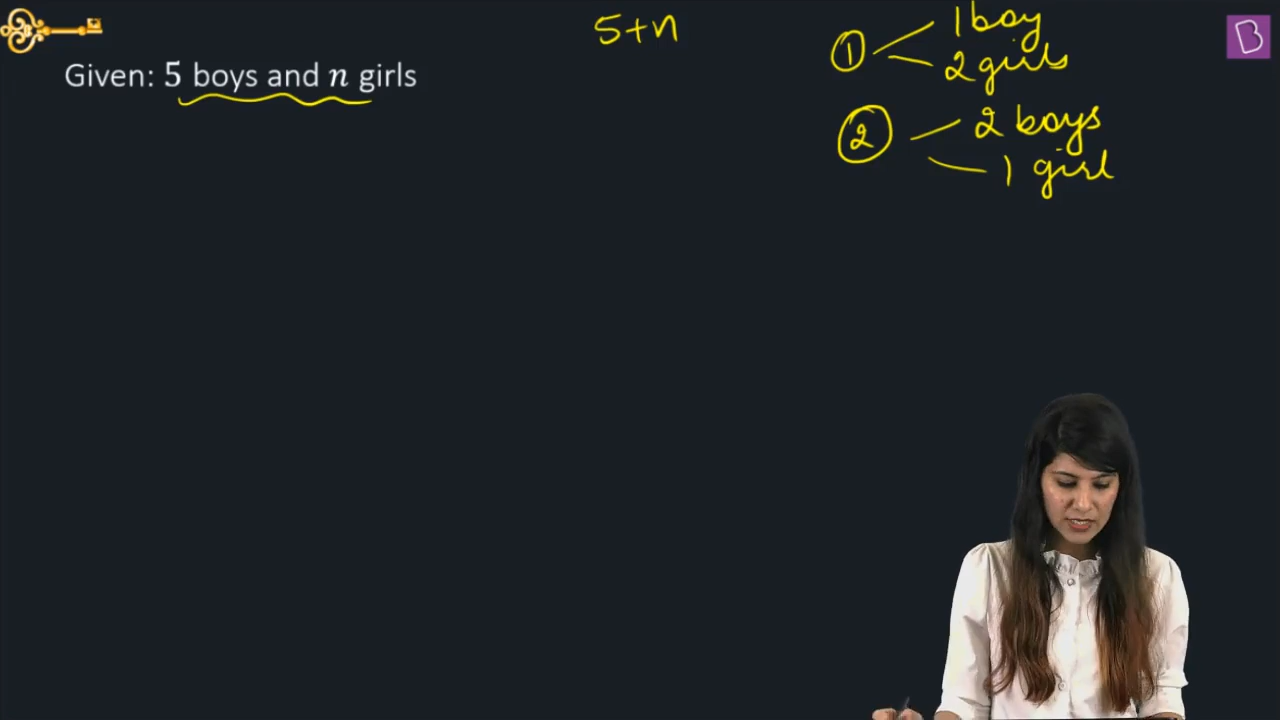 5+n
Given: 5 boys and n girls
1 1 boy
2 girls
2 2 boys
1 girl
B